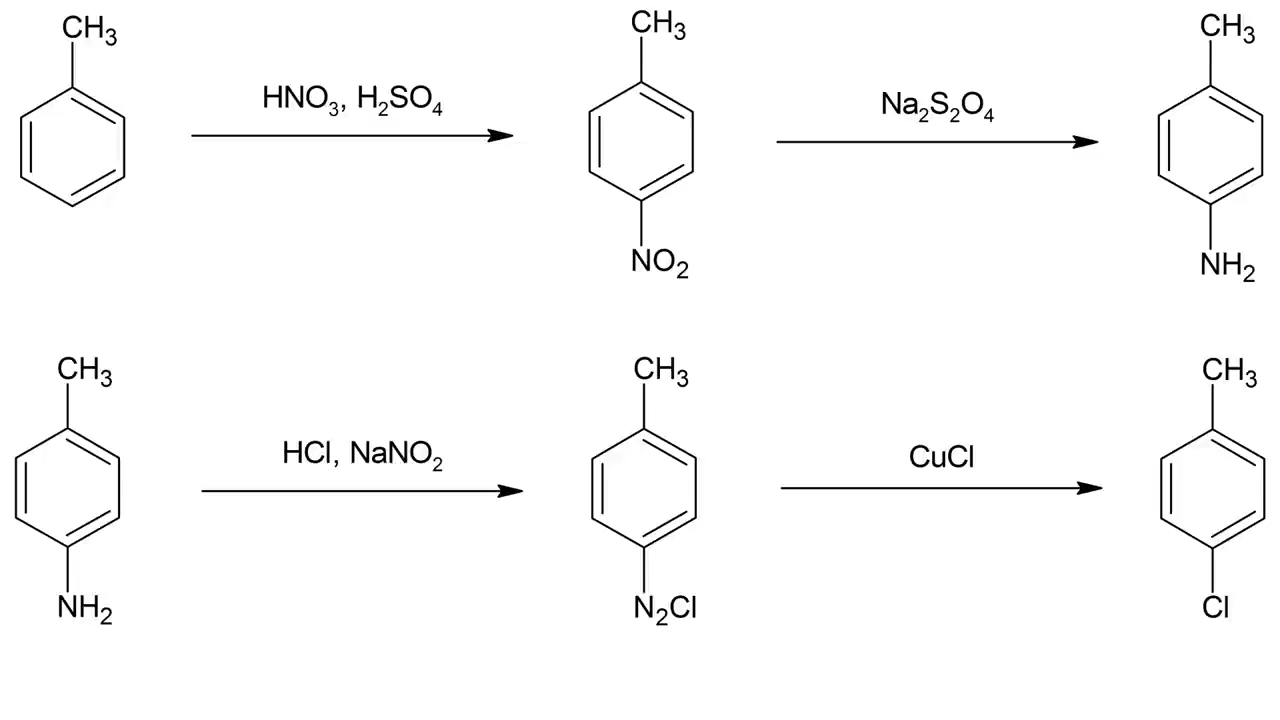 CH₃
HNO₃, H₂SO₄
CH₃
NO₂
Na₂S₂O₄
CH₃
NH₂
CH₃
NH₂
HCl, NaNO₂
CH₃
N₂Cl
CuCl
CH₃
Cl